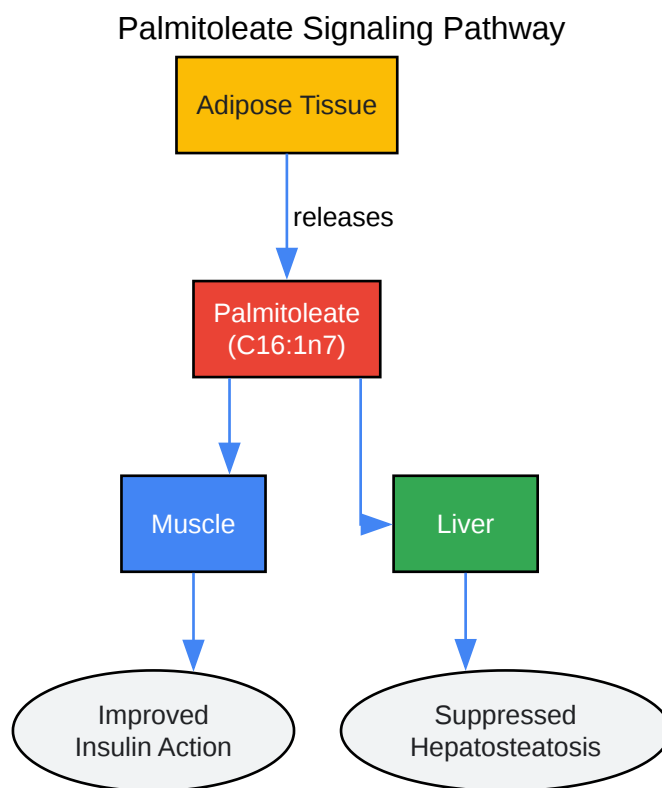 Palmitoleate Signaling Pathway
Adipose Tissue
releases
Palmitoleate
(C16:1n7)
Muscle
Liver
Improved
Insulin Action
Suppressed
Hepatosteatosis